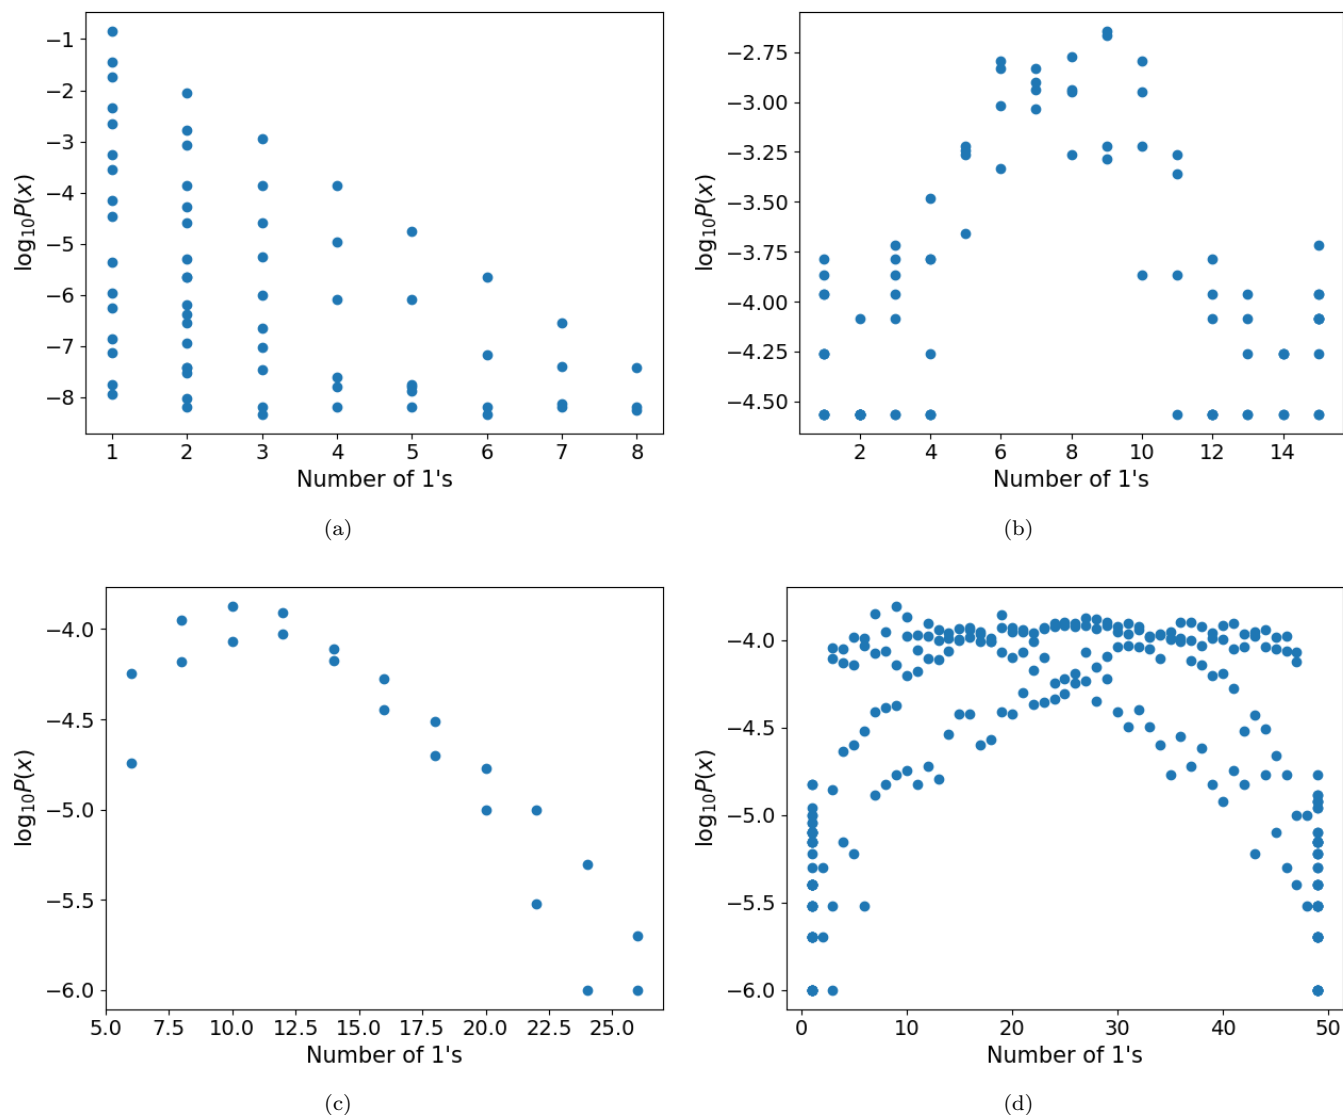 −1
−2
−3
−4
−5
−6
−7
−8
log₁₀P(x)
1 2 3 4 5 6 7 8
Number of 1's
(a)
−2.75
−3.00
−3.25
−3.50
−3.75
−4.00
−4.25
−4.50
log₁₀P(x)
2 4 6 8 10 12 14
Number of 1's
(b)
−4.0
−4.5
−5.0
−5.5
−6.0
log₁₀P(x)
5.0 7.5 10.0 12.5 15.0 17.5 20.0 22.5 25.0
Number of 1's
(c)
−4.0
−4.5
−5.0
−5.5
−6.0
log₁₀P(x)
0 10 20 30 40 50
Number of 1's
(d)